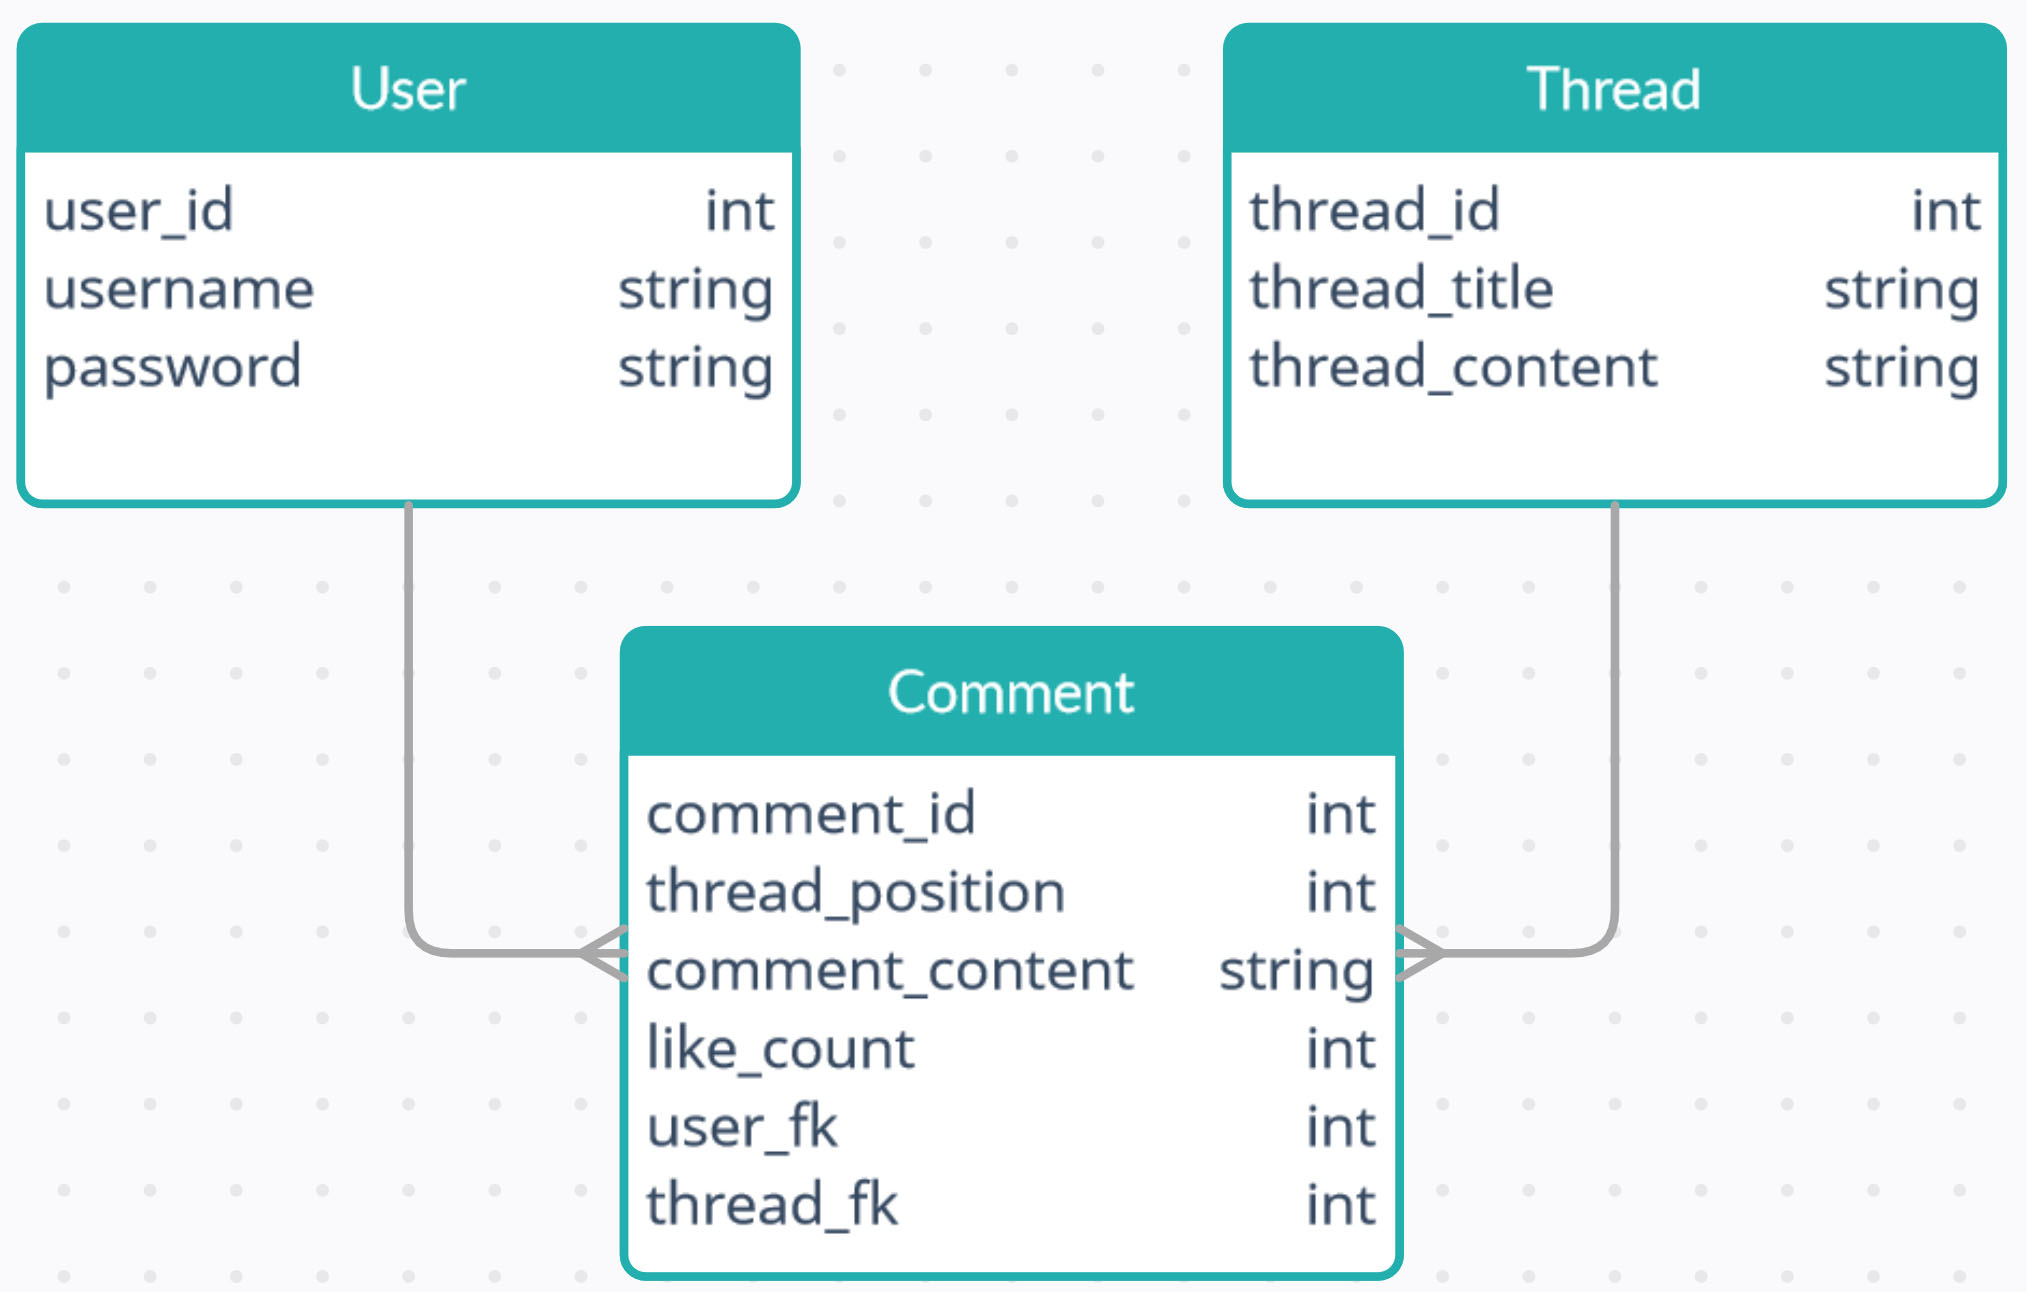 User
user_id int
username string
password string
Thread
thread_id int
thread_title string
thread_content string
Comment
comment_id int
thread_position int
comment_content string
like_count int
user_fk int
thread_fk int